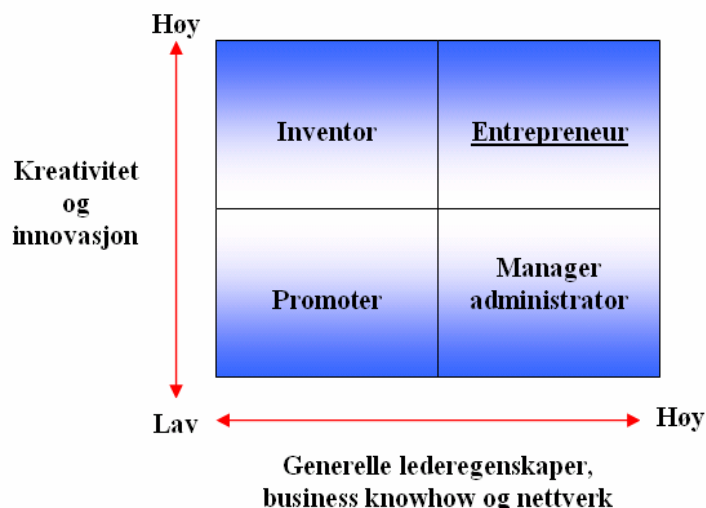 Høy
Inventor
Entrepreneur
Kreativitet
og
innovasjon
Promoter
Manager
administrator
Lav
Høy
Generelle lederegenskaper,
business knowhow og nettverk